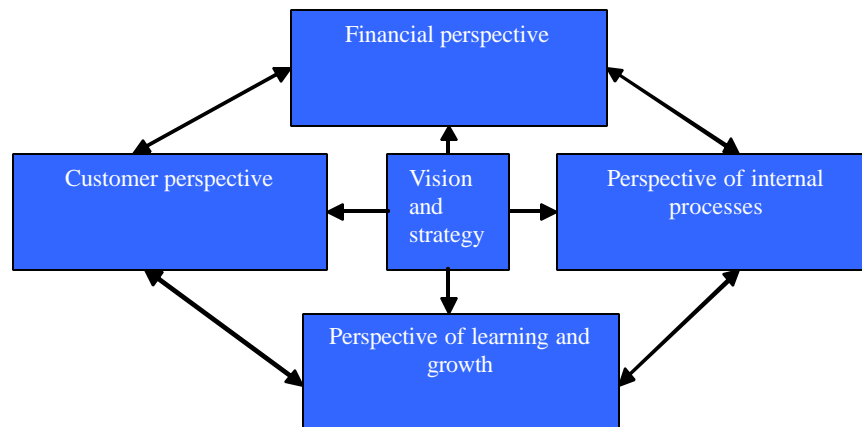 Financial perspective
Customer perspective
Vision
and
strategy
Perspective of internal
processes
Perspective of learning and
growth